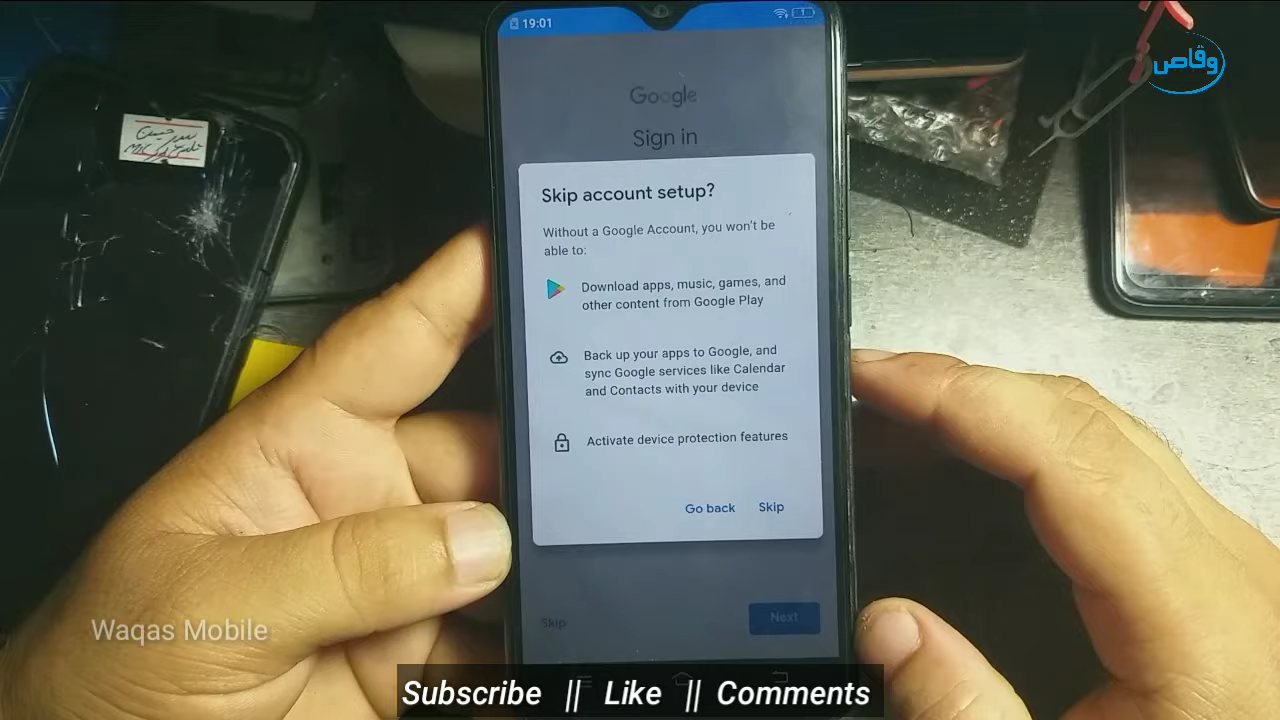 19:01
وقاص
Google
Sign in
Skip account setup?
Without a Google Account, you won't be
able to:
Download apps, music, games, and
other content from Google Play
Back up your apps to Google, and
sync Google services like Calendar
and Contacts with your device
Activate device protection features
Go back Skip
Skip Next
Waqas Mobile
Subscribe || Like || Comments